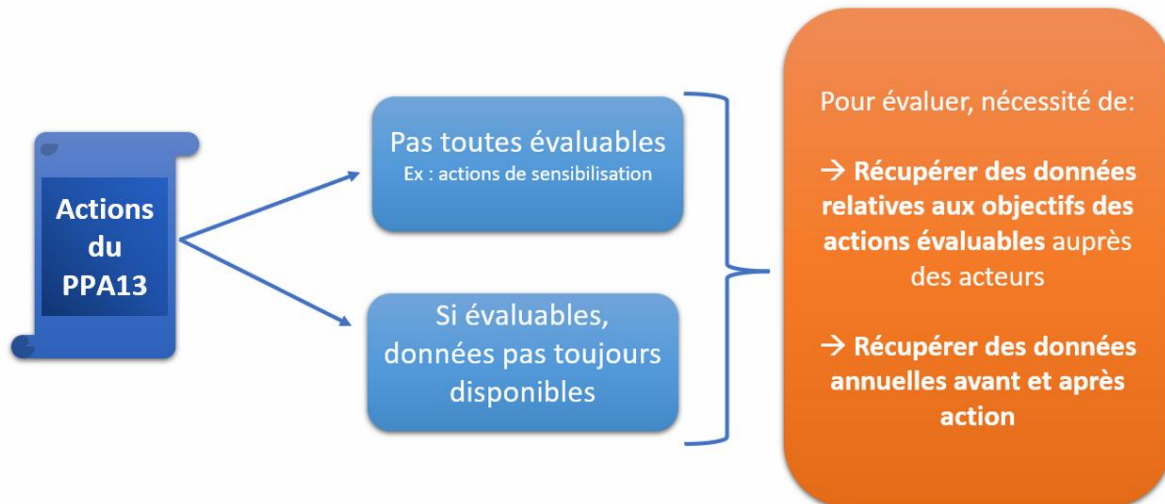 Actions
du
PPA13
Pas toutes évaluables
Ex : actions de sensibilisation
Si évaluables,
données pas toujours
disponibles
Pour évaluer, nécessité de:
→ Récupérer des données
relatives aux objectifs des
actions évaluables auprès
des acteurs
→ Récupérer des données
annuelles avant et après
action